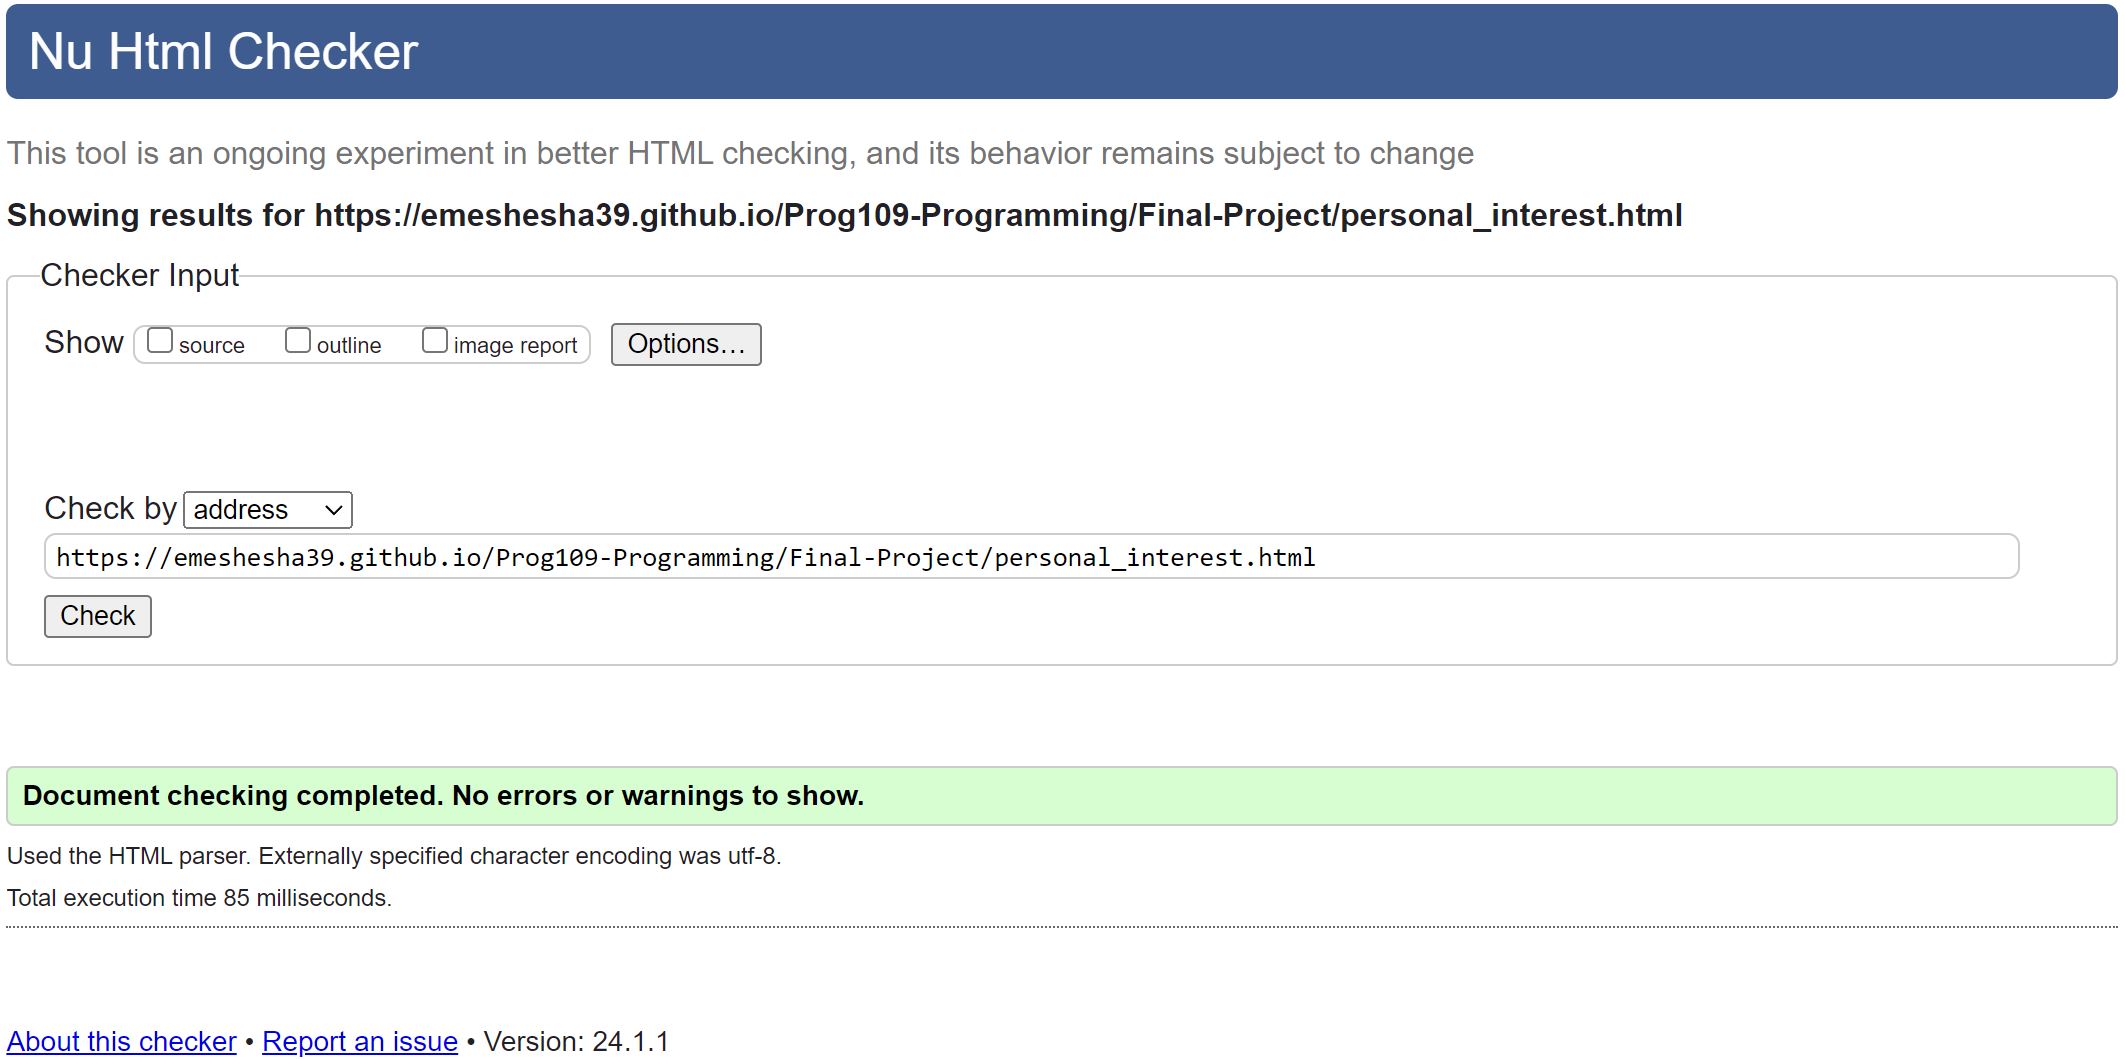 Nu Html Checker
This tool is an ongoing experiment in better HTML checking, and its behavior remains subject to change
Showing results for https://emeshesha39.github.io/Prog109-Programming/Final-Project/personal_interest.html
Checker Input
Show source outline image report Options…
Check by address
https://emeshesha39.github.io/Prog109-Programming/Final-Project/personal_interest.html
Check
Document checking completed. No errors or warnings to show.
Used the HTML parser. Externally specified character encoding was utf-8.
Total execution time 85 milliseconds.
About this checker • Report an issue • Version: 24.1.1